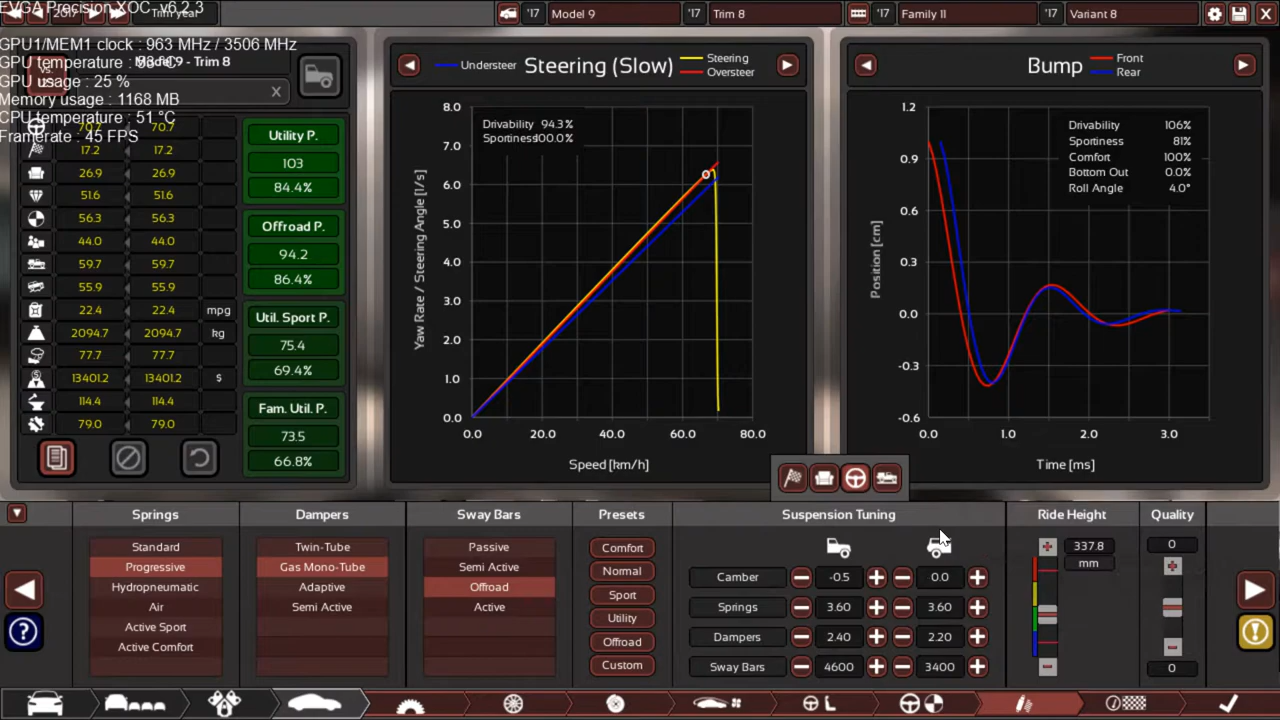 EVGA Precision XOC v6.2.3
2017
Trim year
'17
Model 9
'17
Trim 8
'17
Family 11
'17
Variant 8
X
GPU1/MEM1 clock : 963 MHz / 3506 MHz
GPU temperature :
Model 9 - Trim 8
GPU usage : 25 %
Memory usage : 1168 MB
X
CPU temperature : 51 °C
Framerate : 45 FPS
70.7 70.7
17.2 17.2
26.9 26.9
51.6 51.6
56.3 56.3
44.0 44.0
59.7 59.7
55.9 55.9
22.4 22.4 mpg
2094.7 2094.7 kg
77.7 77.7
13401.2 13401.2 $
114.4 114.4
79.0 79.0
Utility P.
103
84.4%
Offroad P.
94.2
86.4%
Util. Sport P.
75.4
69.4%
Fam. Util. P.
73.5
66.8%
Understeer
Steering (Slow)
Steering
Oversteer
Drivability 94.3%
Sportiness 100.0%
Yaw Rate / Steering Angle [1/s]
8.0
7.0
6.0
5.0
4.0
3.0
2.0
1.0
0.0
0.0 20.0 40.0 60.0 80.0
Speed [km/h]
Bump
Front
Rear
Drivability 106%
Sportiness 81%
Comfort 100%
Bottom Out 0.0%
Roll Angle 4.0°
Position [cm]
1.2
0.9
0.6
0.3
0.0
-0.3
-0.6
0.0 1.0 2.0 3.0
Time [ms]
Springs
Standard
Progressive
Hydropneumatic
Air
Active Sport
Active Comfort
Dampers
Twin-Tube
Gas Mono-Tube
Adaptive
Semi Active
Sway Bars
Passive
Semi Active
Offroad
Active
Presets
Comfort
Normal
Sport
Utility
Offroad
Custom
Suspension Tuning
Camber − -0.5 + − 0.0 +
Springs − 3.60 + − 3.60 +
Dampers − 2.40 + − 2.20 +
Sway Bars − 4600 + − 3400 +
Ride Height
337.8
mm
Quality
0
0
?
!